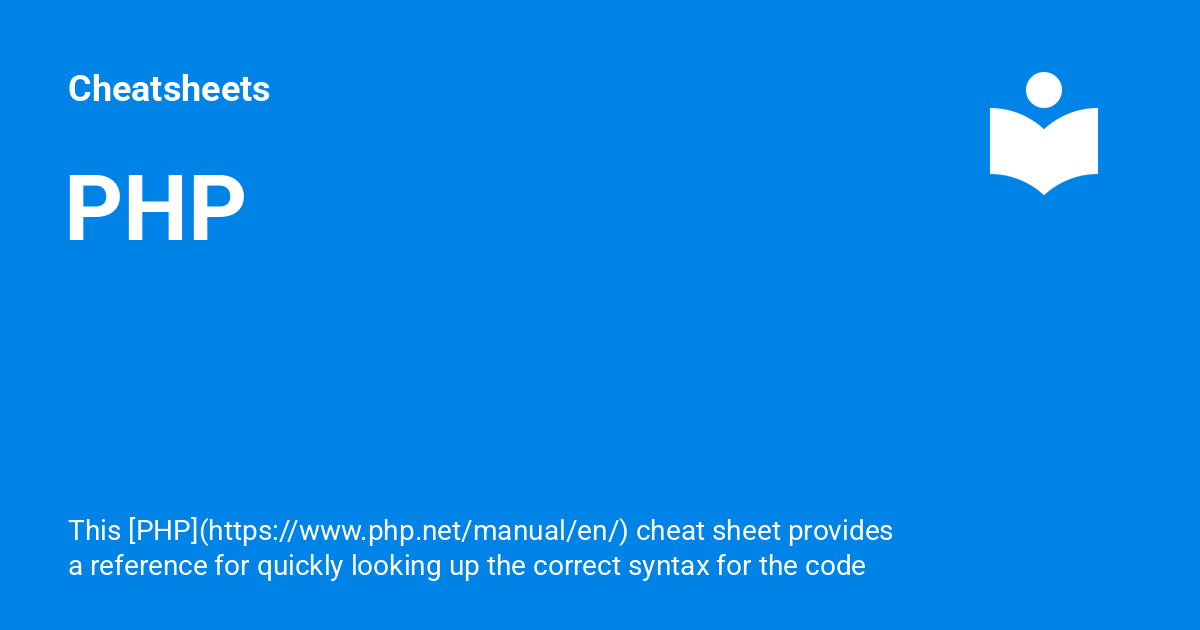 Cheatsheets
PHP
This [PHP](https://www.php.net/manual/en/) cheat sheet provides
a reference for quickly looking up the correct syntax for the code